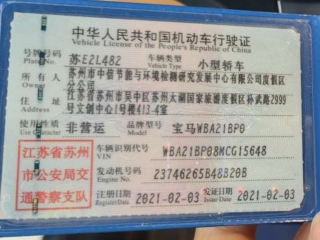 中华人民共和国机动车行驶证
Vehicle License of the People's Republic of China
号牌号码 苏E2L482 车辆类型 小型轿车
Plate No. Vehicle Type
所有人 苏州市中信节能与环境检测研究发展中心有限公司度假区分公司
Owner
住址 江苏省苏州市吴中区苏州太湖国家旅游度假区孙武路2999号文创中心1号楼413-4室
Address
使用性质 非营运 品牌型号 宝马WBA21BP0
Use Character Model
江苏省苏州市公安局交通警察支队
车辆识别代号 WBA21BP08MCG15648
VIN
发动机号码 23746265B48B20B
Engine No.
注册日期 2021-02-03 发证日期 2021-02-03
Register Date Issue Date